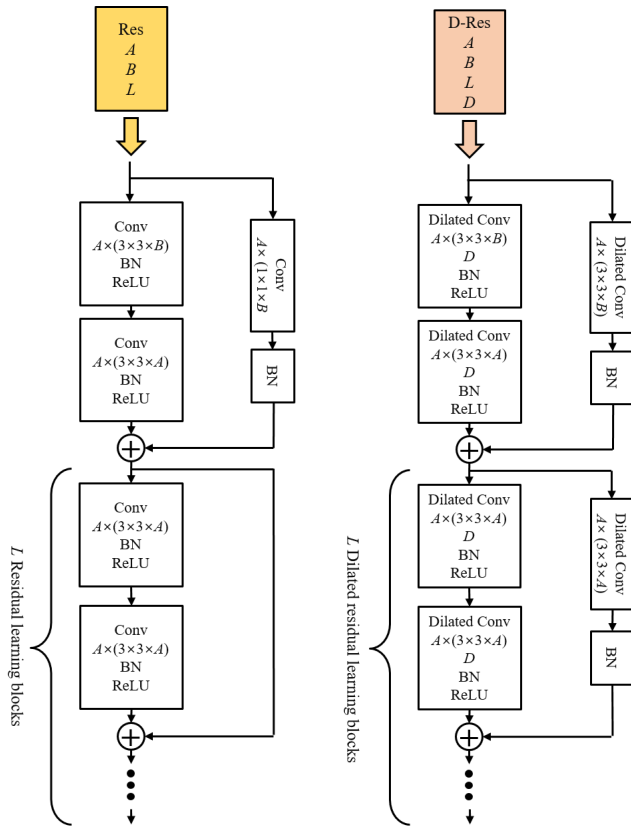 Res
A
B
L
Conv
A×(3×3×B)
BN
ReLU
Conv
A×(1×1×B
Conv
A×(3×3×A)
BN
ReLU
BN
L Residual learning blocks
Conv
A×(3×3×A)
BN
ReLU
Conv
A×(3×3×A)
BN
ReLU
D-Res
A
B
L
D
Dilated Conv
A×(3×3×B)
D
BN
ReLU
Dilated Conv
A×(3×3×B)
Dilated Conv
A×(3×3×A)
D
BN
ReLU
BN
L Dilated residual learning blocks
Dilated Conv
A×(3×3×A)
D
BN
ReLU
Dilated Conv
A×(3×3×A)
Dilated Conv
A×(3×3×A)
D
BN
ReLU
BN